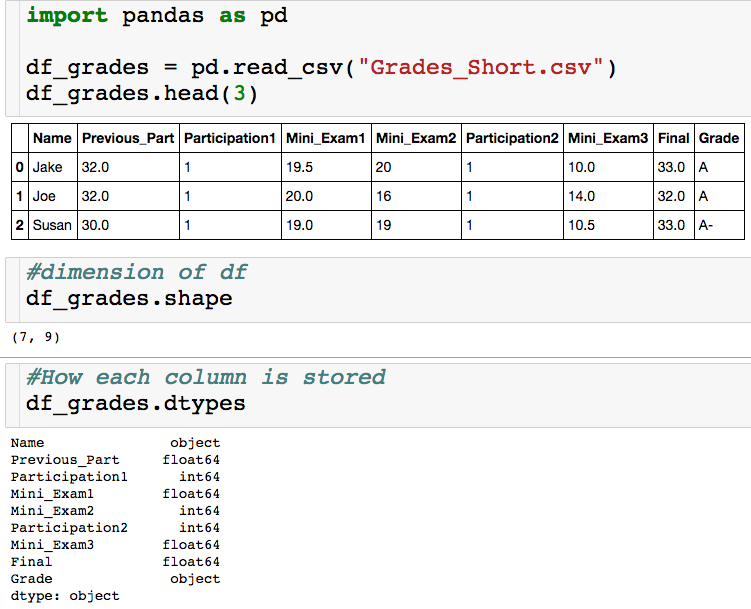 import pandas as pd
df_grades = pd.read_csv("Grades_Short.csv")
df_grades.head(3)
Name Previous_Part Participation1 Mini_Exam1 Mini_Exam2 Participation2 Mini_Exam3 Final Grade
0 Jake 32.0 1 19.5 20 1 10.0 33.0 A
1 Joe 32.0 1 20.0 16 1 14.0 32.0 A
2 Susan 30.0 1 19.0 19 1 10.5 33.0 A-
#dimension of df
df_grades.shape
(7, 9)
#How each column is stored
df_grades.dtypes
Name object
Previous_Part float64
Participation1 int64
Mini_Exam1 float64
Mini_Exam2 int64
Participation2 int64
Mini_Exam3 float64
Final float64
Grade object
dtype: object